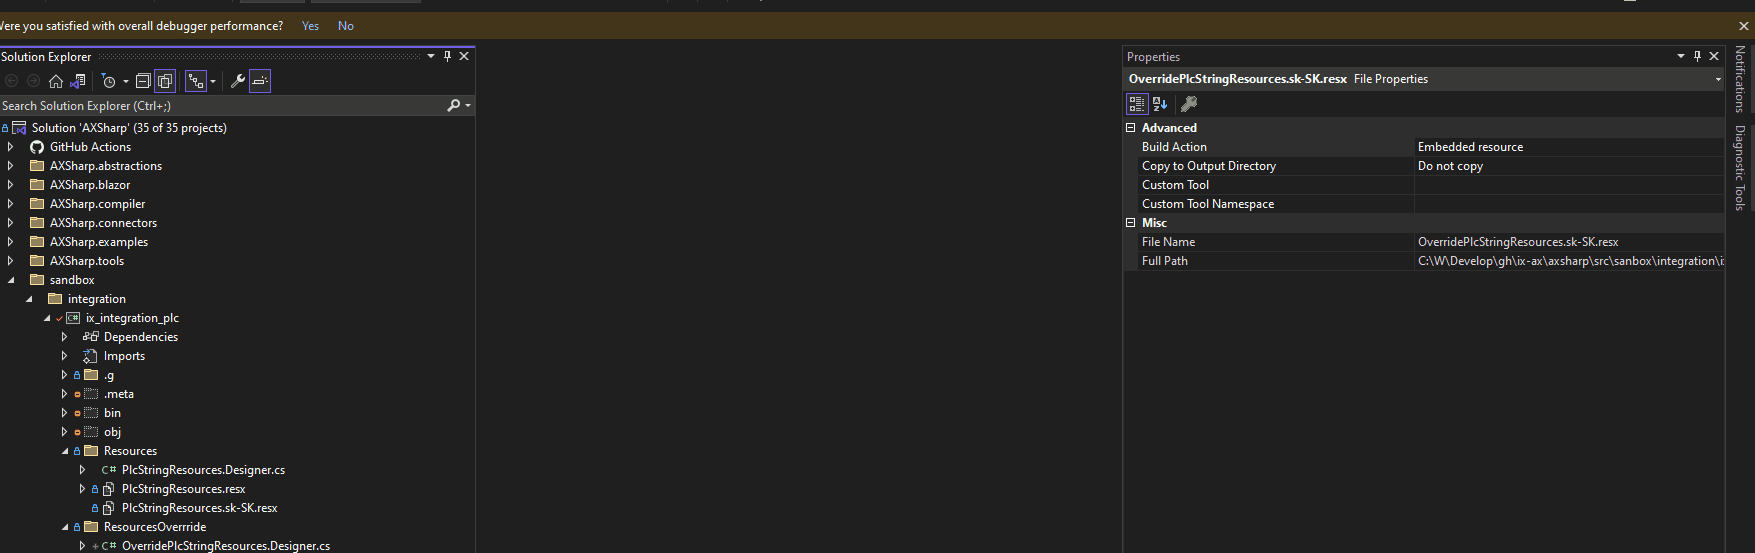 Were you satisfied with overall debugger performance? Yes No
Solution Explorer
Search Solution Explorer (Ctrl+;)
Solution 'AXSharp' (35 of 35 projects)
GitHub Actions
AXSharp.abstractions
AXSharp.blazor
AXSharp.compiler
AXSharp.connectors
AXSharp.examples
AXSharp.tools
sandbox
integration
C# ix_integration_plc
Dependencies
Imports
.g
.meta
bin
obj
Resources
C# PlcStringResources.Designer.cs
PlcStringResources.resx
PlcStringResources.sk-SK.resx
ResourcesOverrride
+ C# OverridePlcStringResources.Designer.cs
Properties
OverridePlcStringResources.sk-SK.resx File Properties
Advanced
Build Action Embedded resource
Copy to Output Directory Do not copy
Custom Tool
Custom Tool Namespace
Misc
File Name OverridePlcStringResources.sk-SK.resx
Full Path C:\W\Develop\gh\ix-ax\axsharp\src\sanbox\integration\i
Notifications
Diagnostic Tools